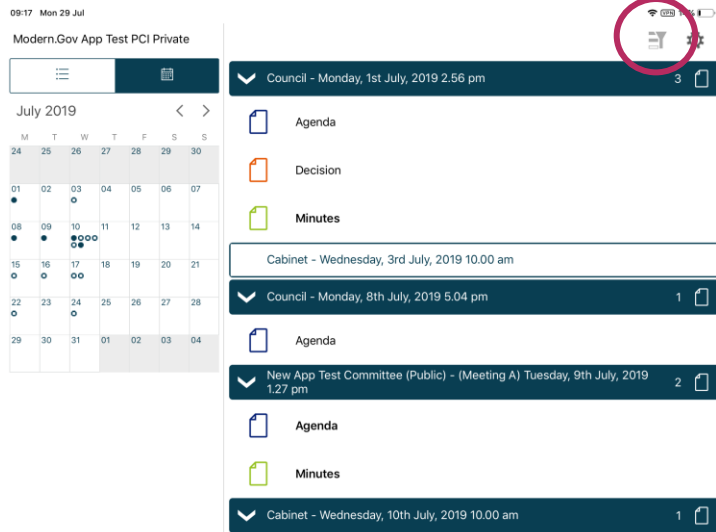 09:17 Mon 29 Jul
VPN
Modern.Gov App Test PCI Private
July 2019
M T W T F S S
24 25 26 27 28 29 30
01 02 03 04 05 06 07
08 09 10 11 12 13 14
15 16 17 18 19 20 21
22 23 24 25 26 27 28
29 30 31 01 02 03 04
Council - Monday, 1st July, 2019 2.56 pm 3
Agenda
Decision
Minutes
Cabinet - Wednesday, 3rd July, 2019 10.00 am
Council - Monday, 8th July, 2019 5.04 pm 1
Agenda
New App Test Committee (Public) - (Meeting A) Tuesday, 9th July, 2019
1.27 pm 2
Agenda
Minutes
Cabinet - Wednesday, 10th July, 2019 10.00 am 1